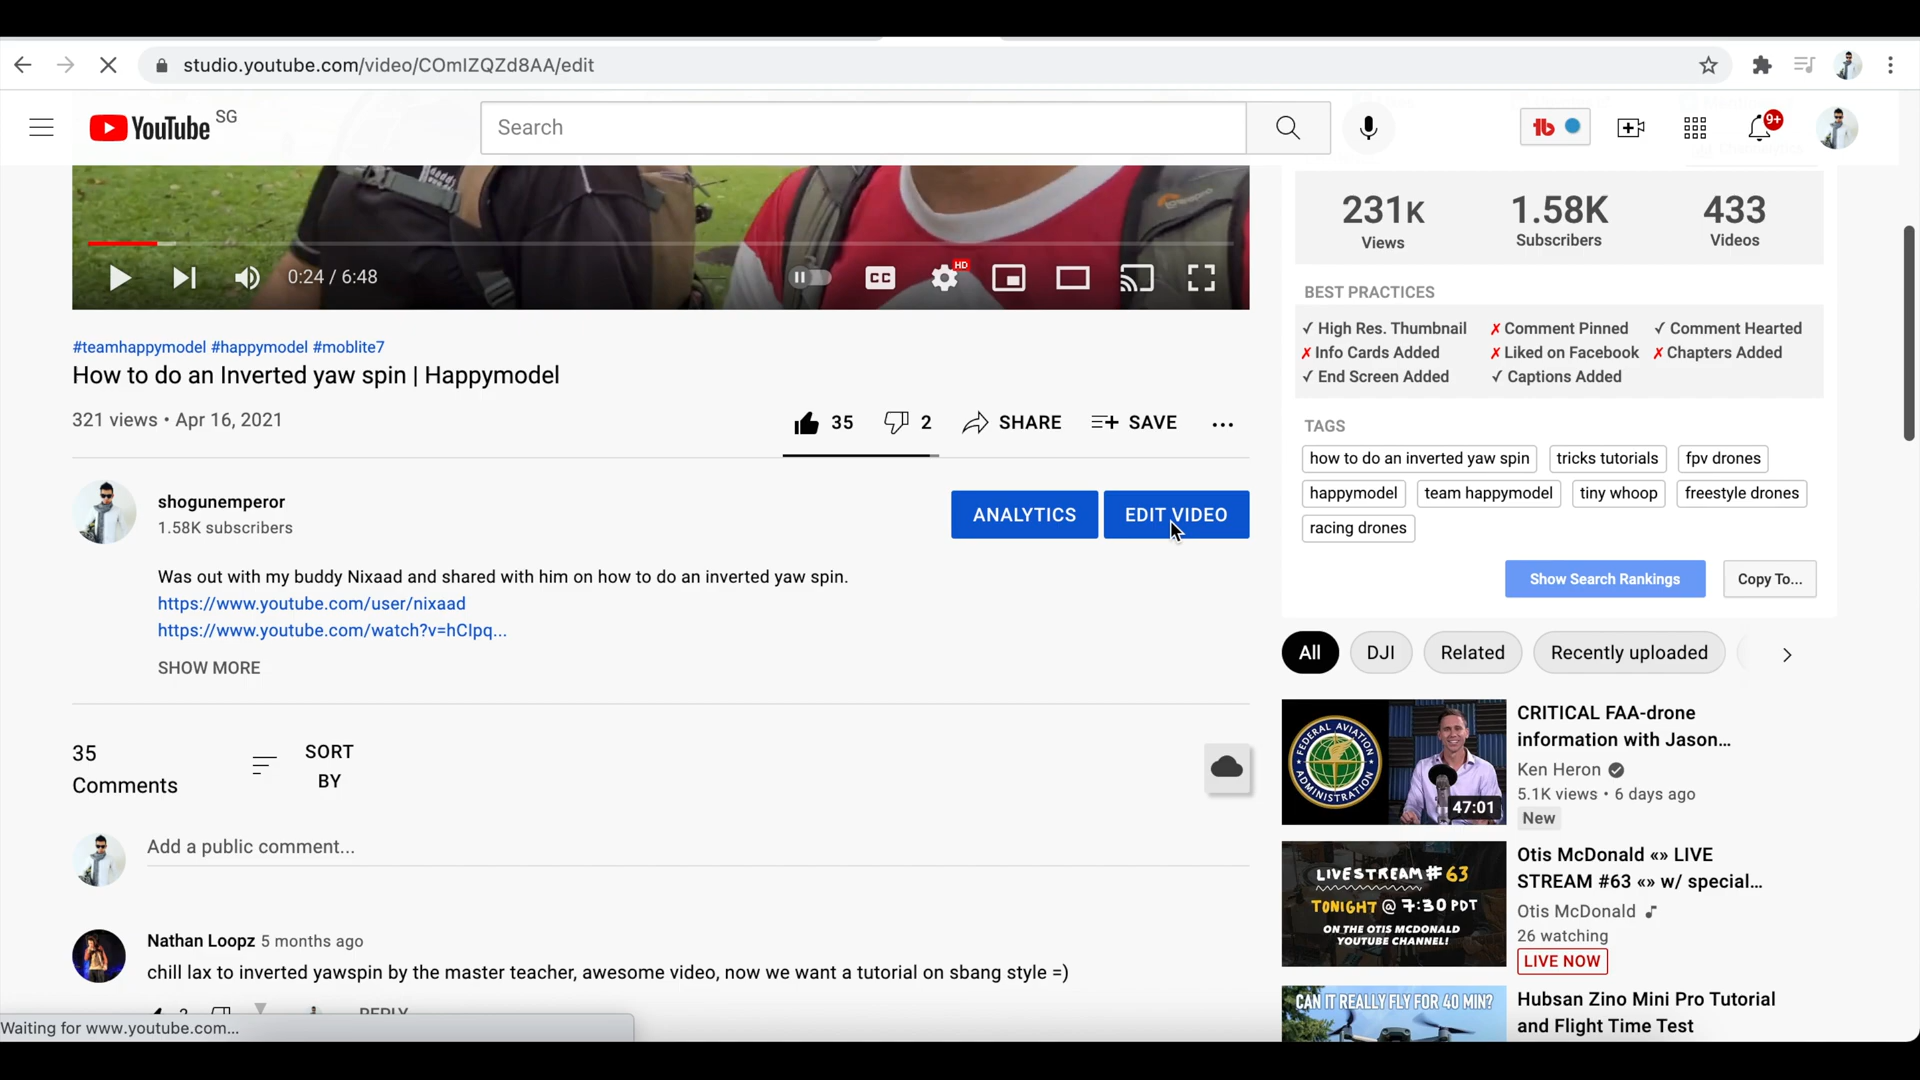 studio.youtube.com/video/COmIZQZd8AA/edit
YouTube SG
Search
9+
0:24 / 6:48
CC
HD
#teamhappymodel #happymodel #moblite7
How to do an Inverted yaw spin | Happymodel
321 views • Apr 16, 2021
35
2
SHARE
SAVE
shogunemperor
1.58K subscribers
ANALYTICS
EDIT VIDEO
Was out with my buddy Nixaad and shared with him on how to do an inverted yaw spin.
https://www.youtube.com/user/nixaad
https://www.youtube.com/watch?v=hCIpq...
SHOW MORE
35
Comments
SORT
BY
Add a public comment...
Nathan Loopz 5 months ago
chill lax to inverted yawspin by the master teacher, awesome video, now we want a tutorial on sbang style =)
REPLY
Waiting for www.youtube.com...
231K
Views
1.58K
Subscribers
433
Videos
BEST PRACTICES
✓ High Res. Thumbnail ✗ Comment Pinned ✓ Comment Hearted
✗ Info Cards Added ✗ Liked on Facebook ✗ Chapters Added
✓ End Screen Added ✓ Captions Added
TAGS
how to do an inverted yaw spin tricks tutorials fpv drones
happymodel team happymodel tiny whoop freestyle drones
racing drones
Show Search Rankings
Copy To...
All DJI Related Recently uploaded
FEDERAL AVIATION
ADMINISTRATION
47:01
CRITICAL FAA-drone
information with Jason...
Ken Heron
5.1K views • 6 days ago
New
LIVESTREAM #63
TONIGHT @ 7:30 PDT
ON THE OTIS MCDONALD
YOUTUBE CHANNEL!
Otis McDonald «» LIVE
STREAM #63 «» w/ special...
Otis McDonald
26 watching
LIVE NOW
CAN IT REALLY FLY FOR 40 MIN?
Hubsan Zino Mini Pro Tutorial
and Flight Time Test